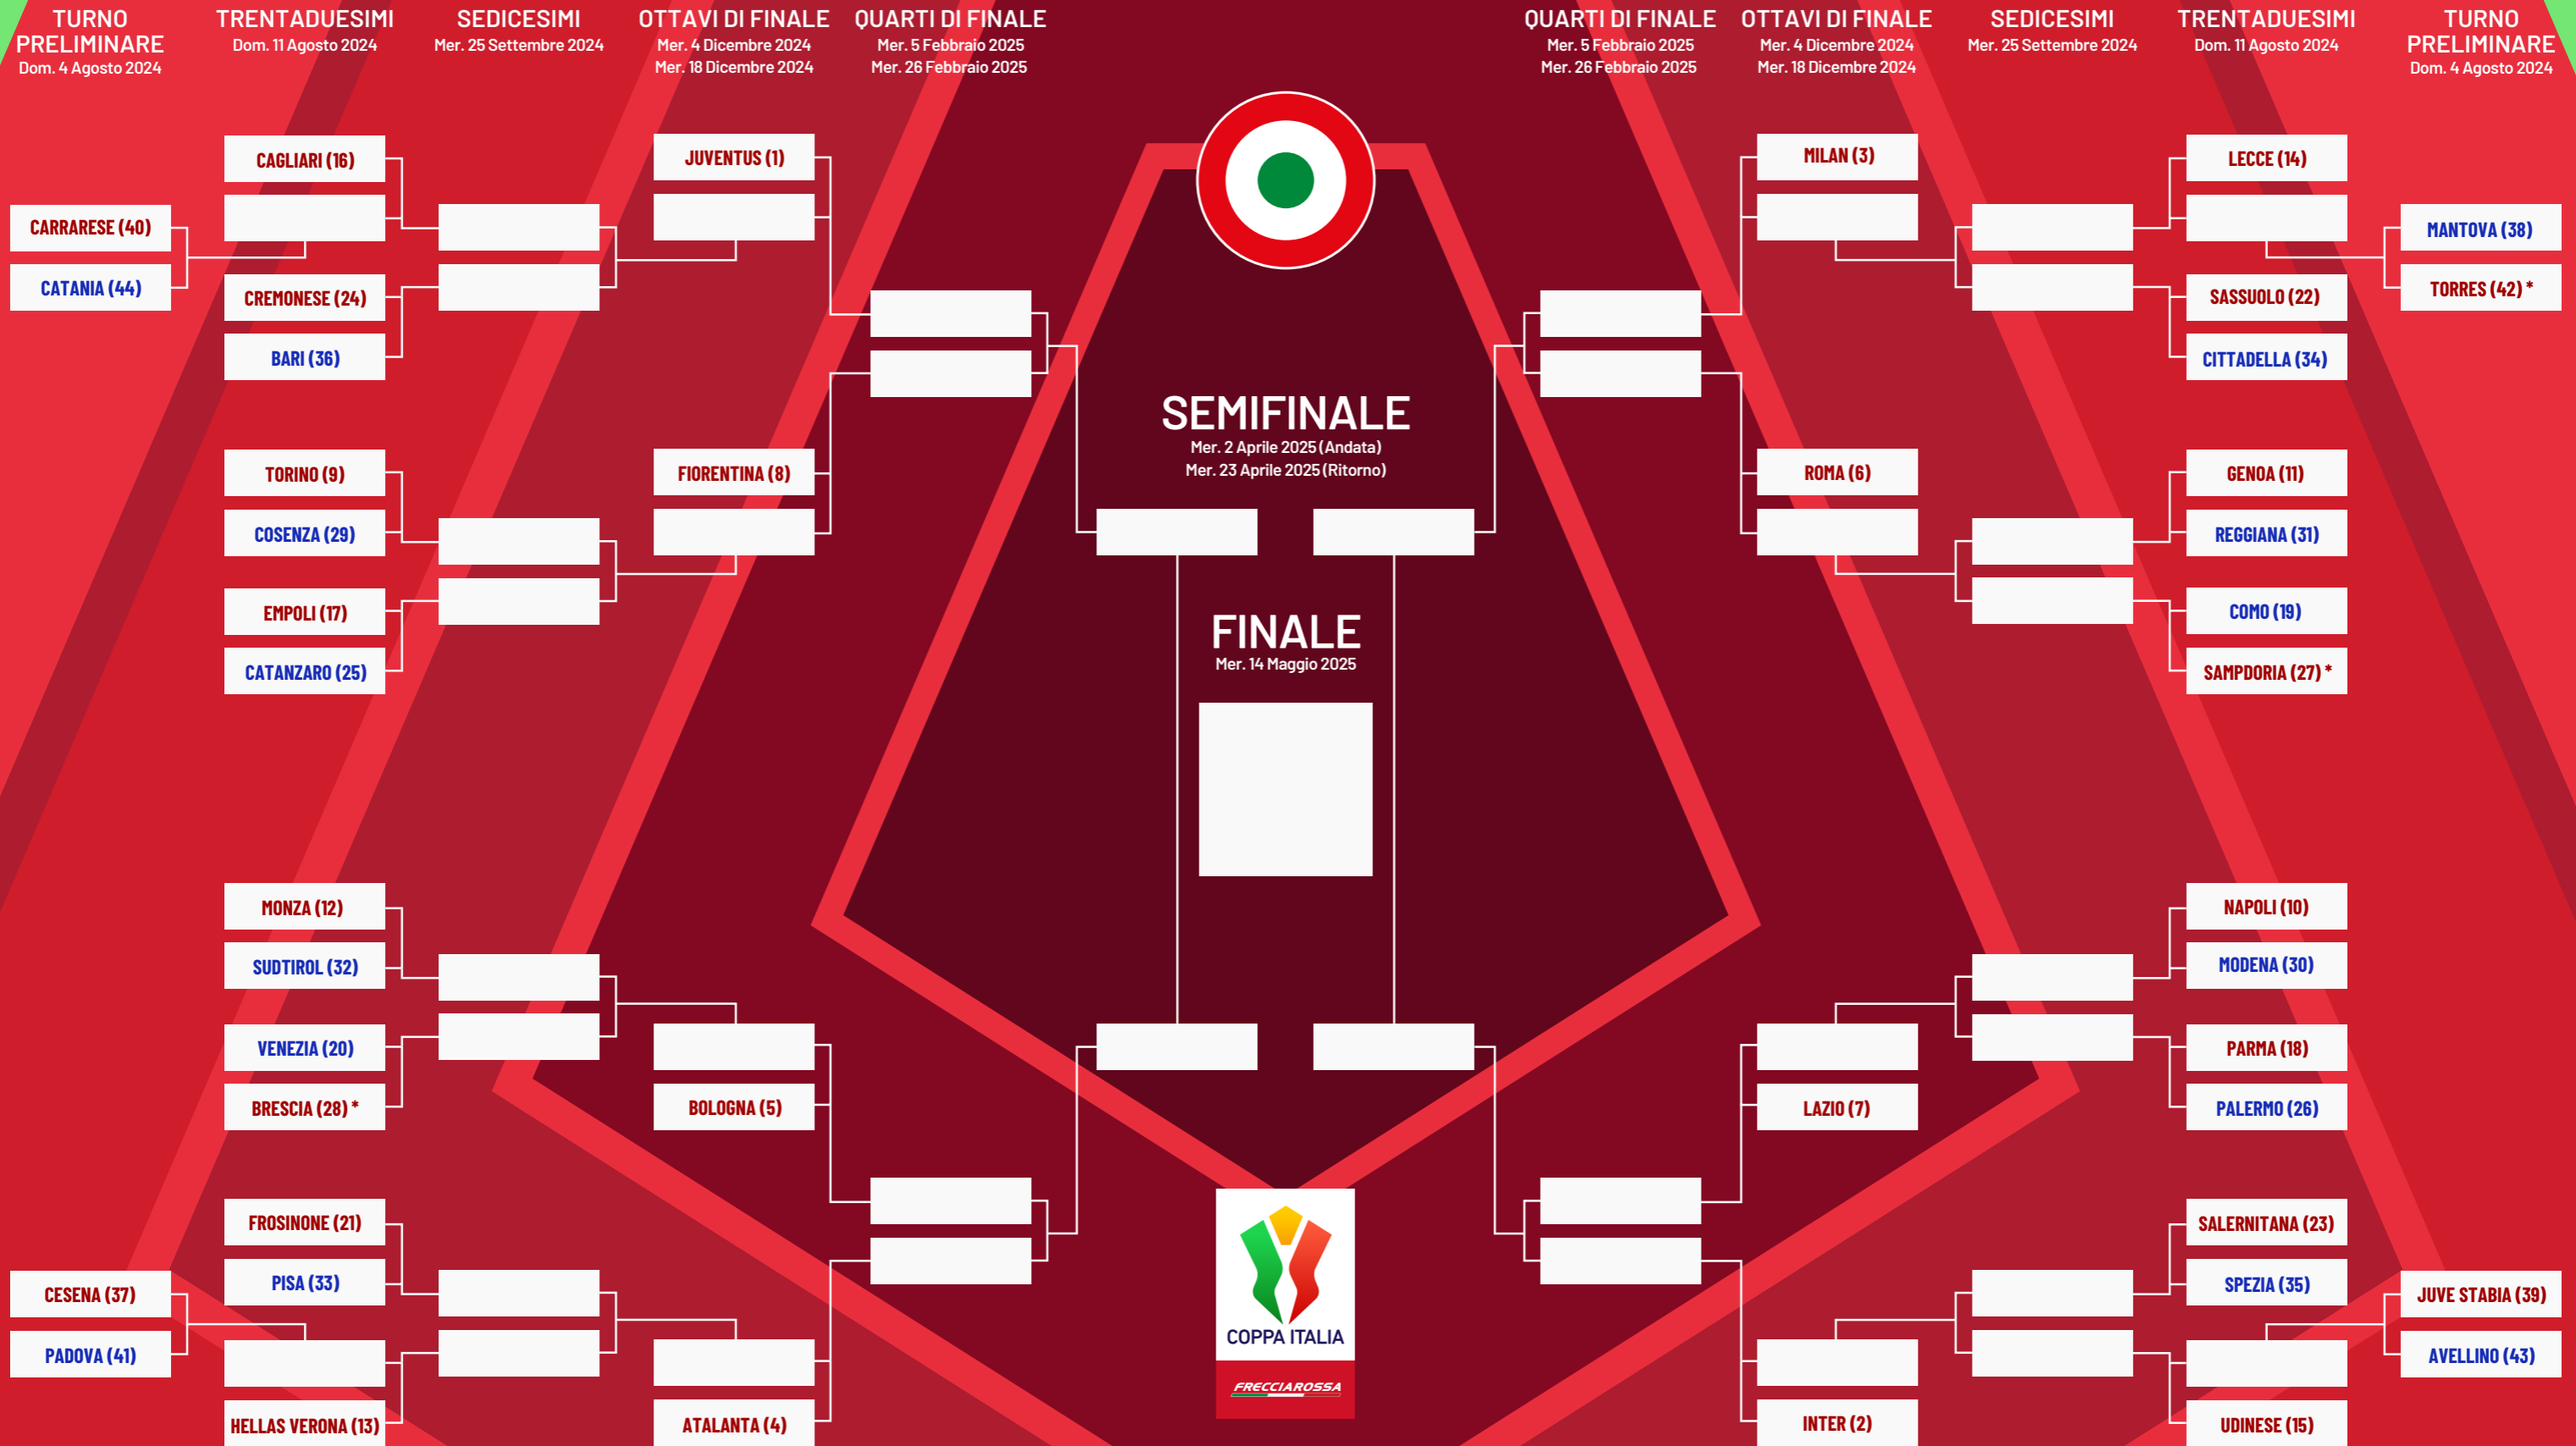 TURNO
PRELIMINARE
Dom. 4 Agosto 2024
TRENTADUESIMI
Dom. 11 Agosto 2024
SEDICESIMI
Mer. 25 Settembre 2024
OTTAVI DI FINALE
Mer. 4 Dicembre 2024
Mer. 18 Dicembre 2024
QUARTI DI FINALE
Mer. 5 Febbraio 2025
Mer. 26 Febbraio 2025
QUARTI DI FINALE
Mer. 5 Febbraio 2025
Mer. 26 Febbraio 2025
OTTAVI DI FINALE
Mer. 4 Dicembre 2024
Mer. 18 Dicembre 2024
SEDICESIMI
Mer. 25 Settembre 2024
TRENTADUESIMI
Dom. 11 Agosto 2024
TURNO
PRELIMINARE
Dom. 4 Agosto 2024
CARRARESE (40)
CATANIA (44)
CESENA (37)
PADOVA (41)
CAGLIARI (16)
CREMONESE (24)
BARI (36)
TORINO (9)
COSENZA (29)
EMPOLI (17)
CATANZARO (25)
MONZA (12)
SUDTIROL (32)
VENEZIA (20)
BRESCIA (28) *
FROSINONE (21)
PISA (33)
HELLAS VERONA (13)
JUVENTUS (1)
FIORENTINA (8)
BOLOGNA (5)
ATALANTA (4)
SEMIFINALE
Mer. 2 Aprile 2025 (Andata)
Mer. 23 Aprile 2025 (Ritorno)
FINALE
Mer. 14 Maggio 2025
COPPA ITALIA
FRECCIAROSSA
MILAN (3)
ROMA (6)
LAZIO (7)
INTER (2)
LECCE (14)
SASSUOLO (22)
CITTADELLA (34)
GENOA (11)
REGGIANA (31)
COMO (19)
SAMPDORIA (27) *
NAPOLI (10)
MODENA (30)
PARMA (18)
PALERMO (26)
SALERNITANA (23)
SPEZIA (35)
UDINESE (15)
MANTOVA (38)
TORRES (42) *
JUVE STABIA (39)
AVELLINO (43)